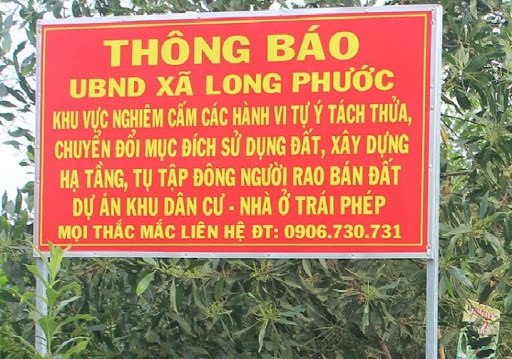 THÔNG BÁO
UBND XÃ LONG PHƯỚC
KHU VỰC NGHIÊM CẤM CÁC HÀNH VI TỰ Ý TÁCH THỬA,
CHUYỂN ĐỔI MỤC ĐÍCH SỬ DỤNG ĐẤT, XÂY DỰNG
HẠ TẦNG, TỤ TẬP ĐÔNG NGƯỜI RAO BÁN ĐẤT
DỰ ÁN KHU DÂN CƯ - NHÀ Ở TRÁI PHÉP
MỌI THẮC MẮC LIÊN HỆ ĐT: 0906.730.731